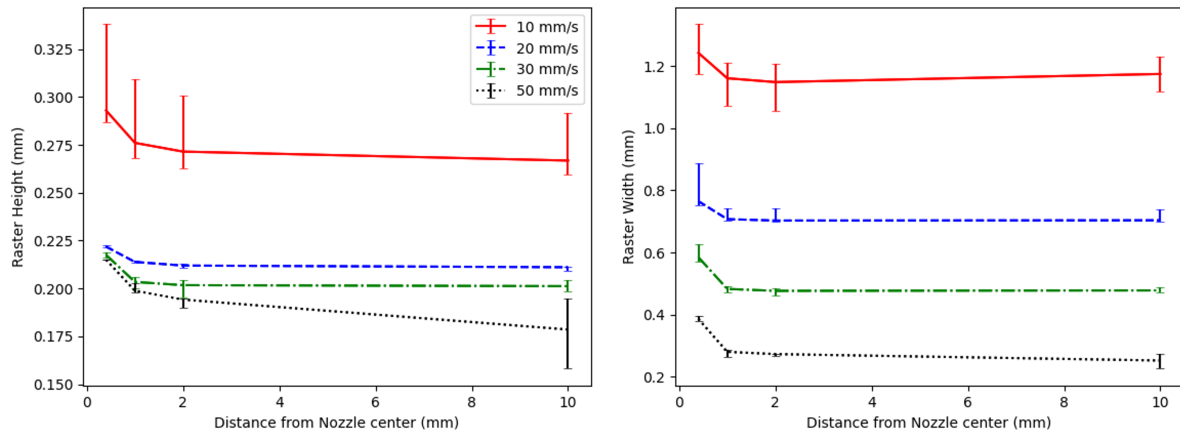 Raster Height (mm)
0.325
0.300
0.275
0.250
0.225
0.200
0.175
0.150
0 2 4 6 8 10
Distance from Nozzle center (mm)
10 mm/s
20 mm/s
30 mm/s
50 mm/s
Raster Width (mm)
1.2
1.0
0.8
0.6
0.4
0.2
0 2 4 6 8 10
Distance from Nozzle center (mm)